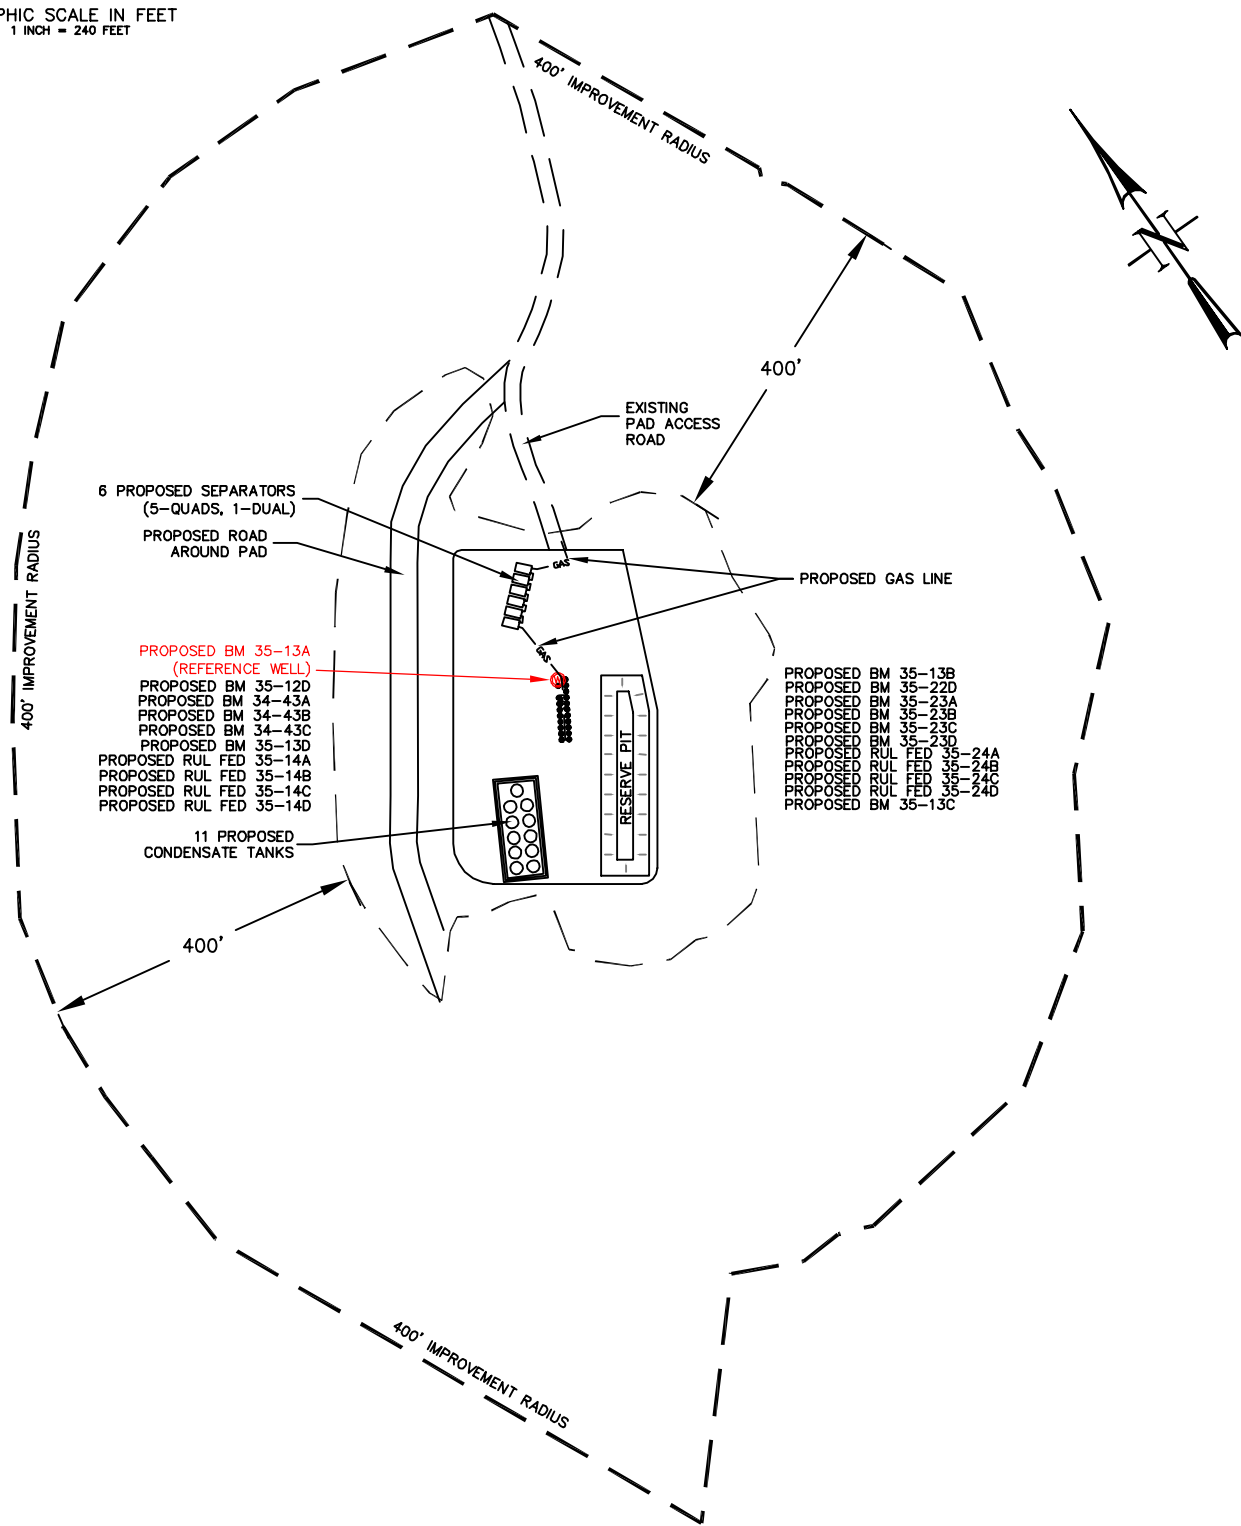 PHIC SCALE IN FEET
1 INCH = 240 FEET
400' IMPROVEMENT RADIUS
N
400'
EXISTING
PAD ACCESS
ROAD
6 PROPOSED SEPARATORS
(5-QUADS, 1-DUAL)
PROPOSED ROAD
AROUND PAD
GAS
PROPOSED GAS LINE
400' IMPROVEMENT RADIUS
GAS
PROPOSED BM 35-13A
(REFERENCE WELL)
PROPOSED BM 35-12D
PROPOSED BM 34-43A
PROPOSED BM 34-43B
PROPOSED BM 34-43C
PROPOSED BM 35-13D
PROPOSED RUL FED 35-14A
PROPOSED RUL FED 35-14B
PROPOSED RUL FED 35-14C
PROPOSED RUL FED 35-14D
PROPOSED BM 35-13B
PROPOSED BM 35-22D
PROPOSED BM 35-23A
PROPOSED BM 35-23B
PROPOSED BM 35-23C
PROPOSED BM 35-23D
PROPOSED RUL FED 35-24A
PROPOSED RUL FED 35-24B
PROPOSED RUL FED 35-24C
PROPOSED RUL FED 35-24D
PROPOSED BM 35-13C
RESERVE PIT
11 PROPOSED
CONDENSATE TANKS
400'
400' IMPROVEMENT RADIUS